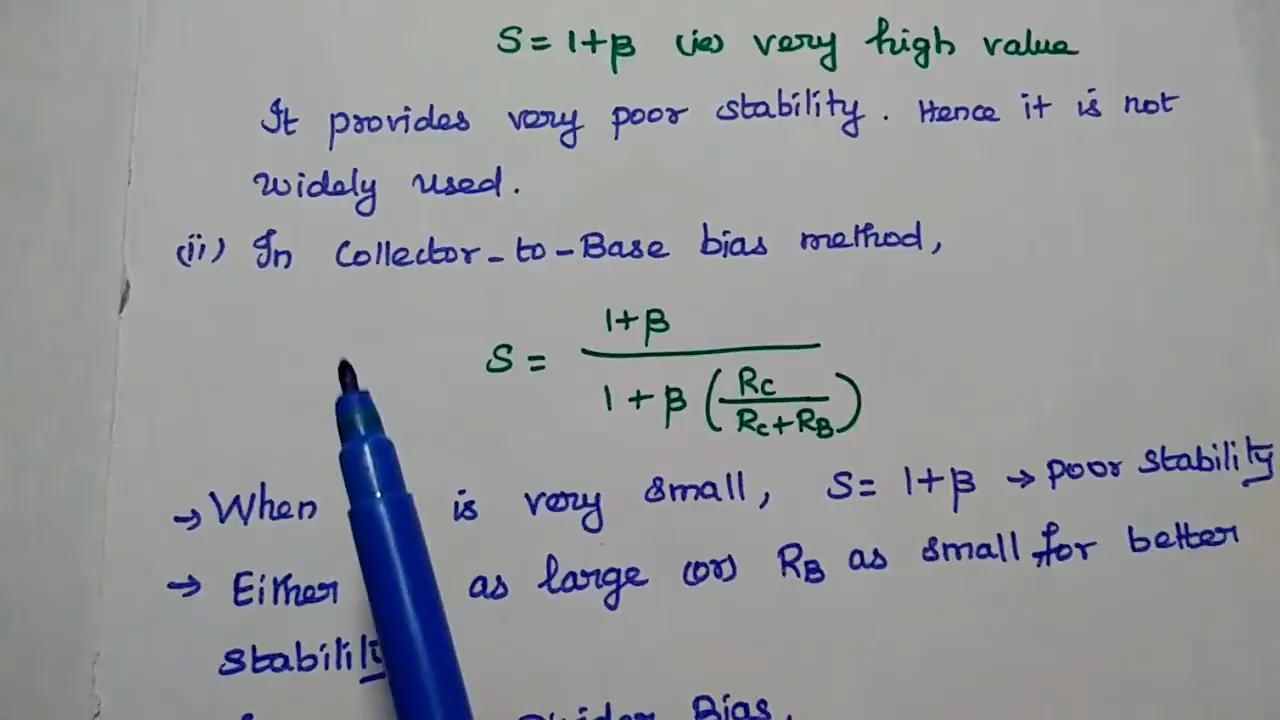 S = 1+β (ie) very high value
It provides very poor stability. Hence it is not
widely used.
(ii) In Collector-to-Base bias method,
S = (1+β) / (1 + β (Rc / (Rc+RB)))
→ When is very small, S = 1+β → poor stability
→ Either as large (or) RB as small for better
stability
Bias.